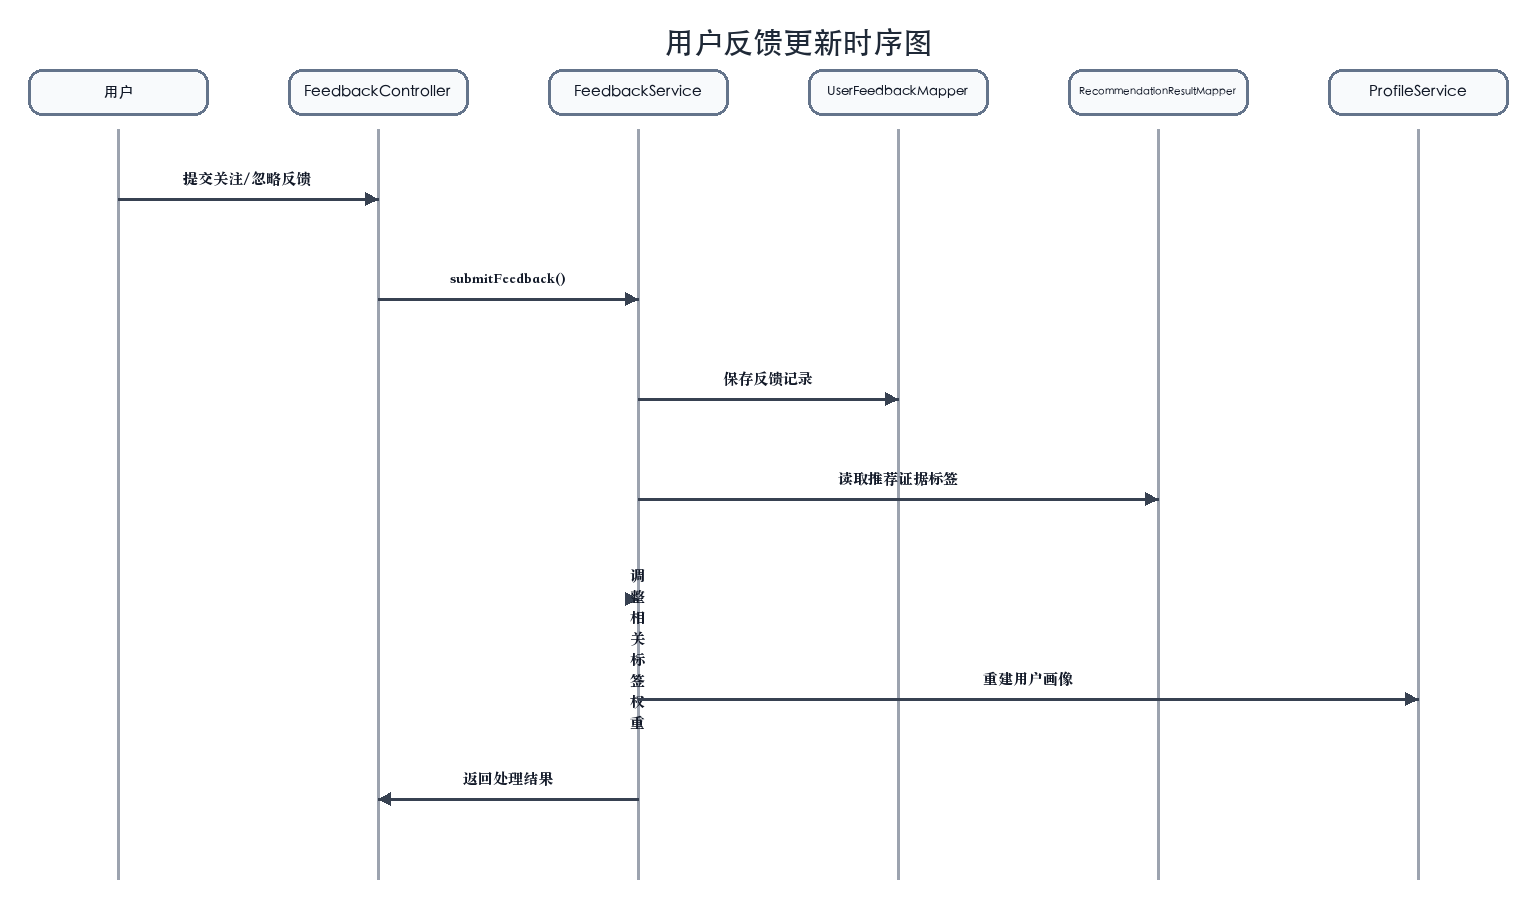 用户反馈更新时序图
用户
FeedbackController
FeedbackService
UserFeedbackMapper
RecommendationResultMapper
ProfileService
提交关注/忽略反馈
submitFeedback()
保存反馈记录
读取推荐证据标签
调
整
相
关
标
签
权
重
重建用户画像
返回处理结果